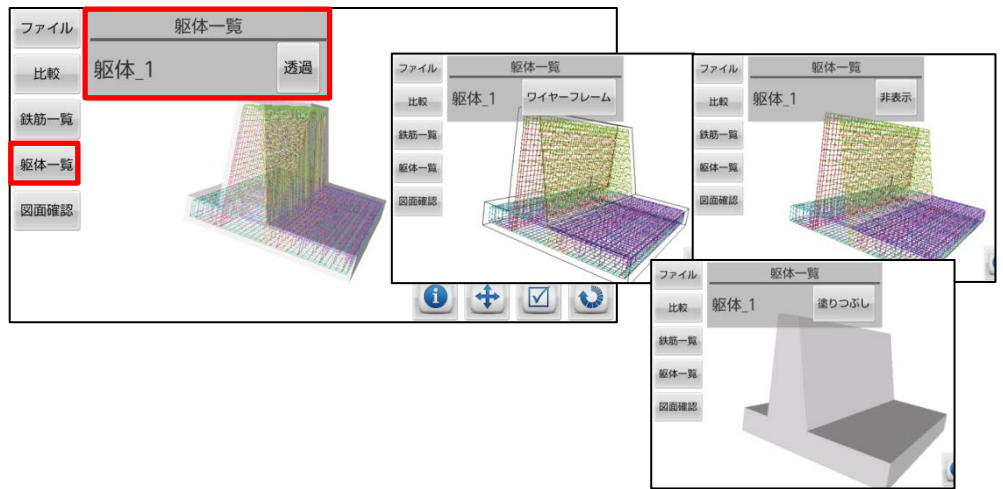 ファイル
躯体一覧
比較
躯体_1
透過
鉄筋一覧
躯体一覧
図面確認
ファイル
躯体一覧
比較
躯体_1
ワイヤーフレーム
鉄筋一覧
躯体一覧
図面確認
ファイル
躯体一覧
比較
躯体_1
非表示
鉄筋一覧
躯体一覧
図面確認
ファイル
躯体一覧
比較
躯体_1
塗りつぶし
鉄筋一覧
躯体一覧
図面確認